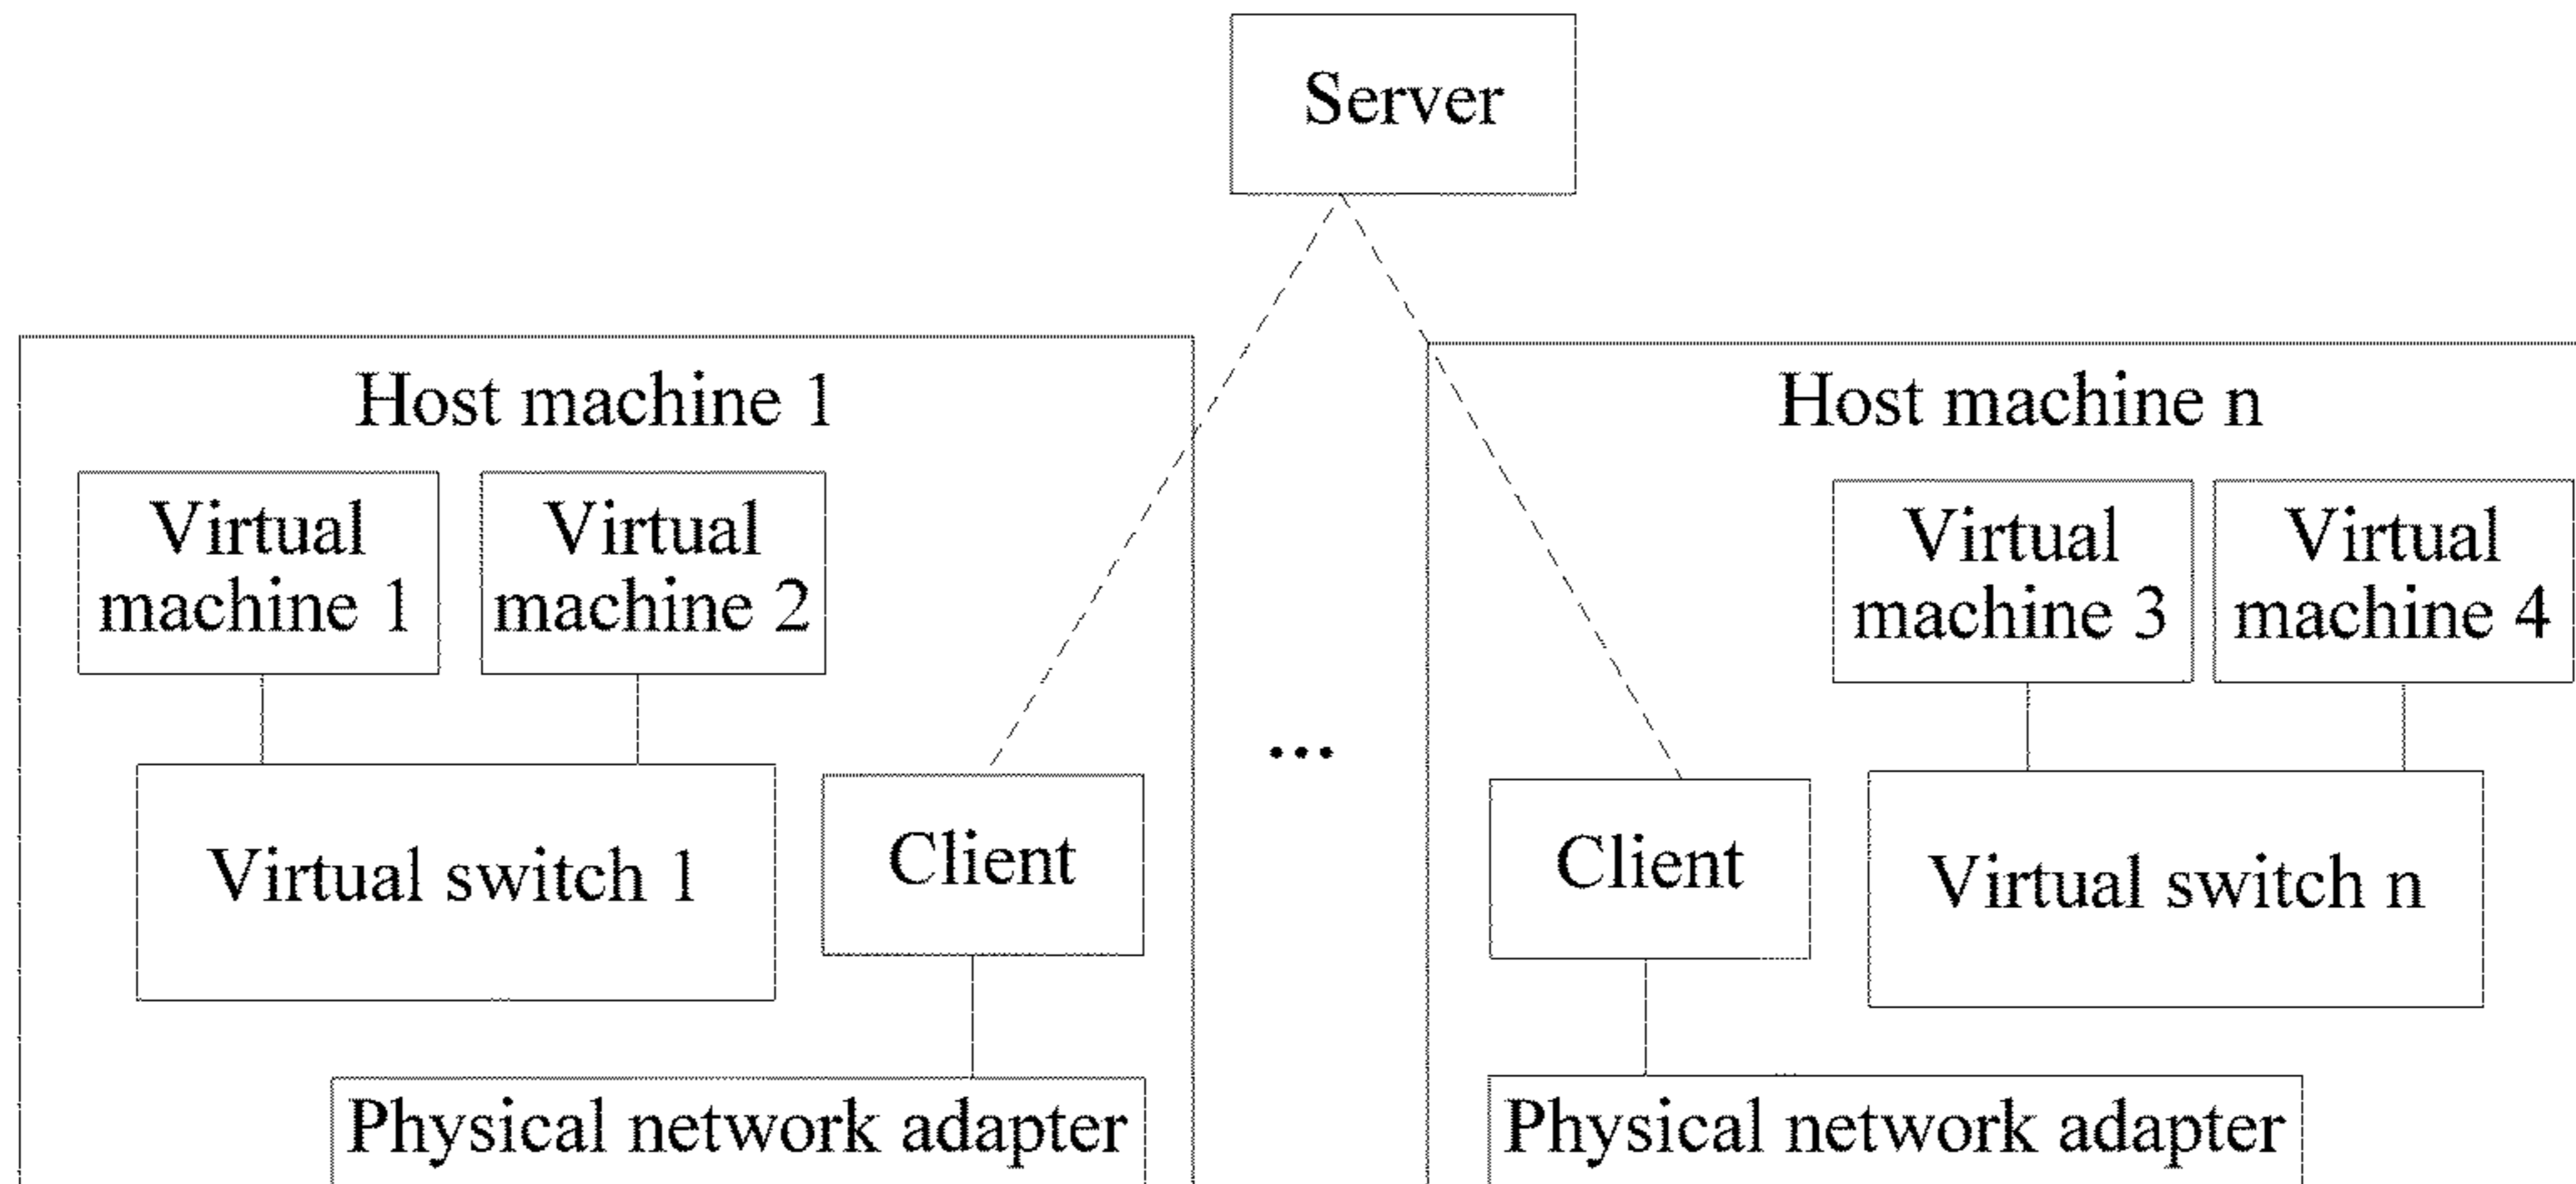 Server
Host machine 1
Virtual
machine 1
Virtual
machine 2
Virtual switch 1
Client
Physical network adapter
...
Host machine n
Virtual
machine 3
Virtual
machine 4
Client
Virtual switch n
Physical network adapter